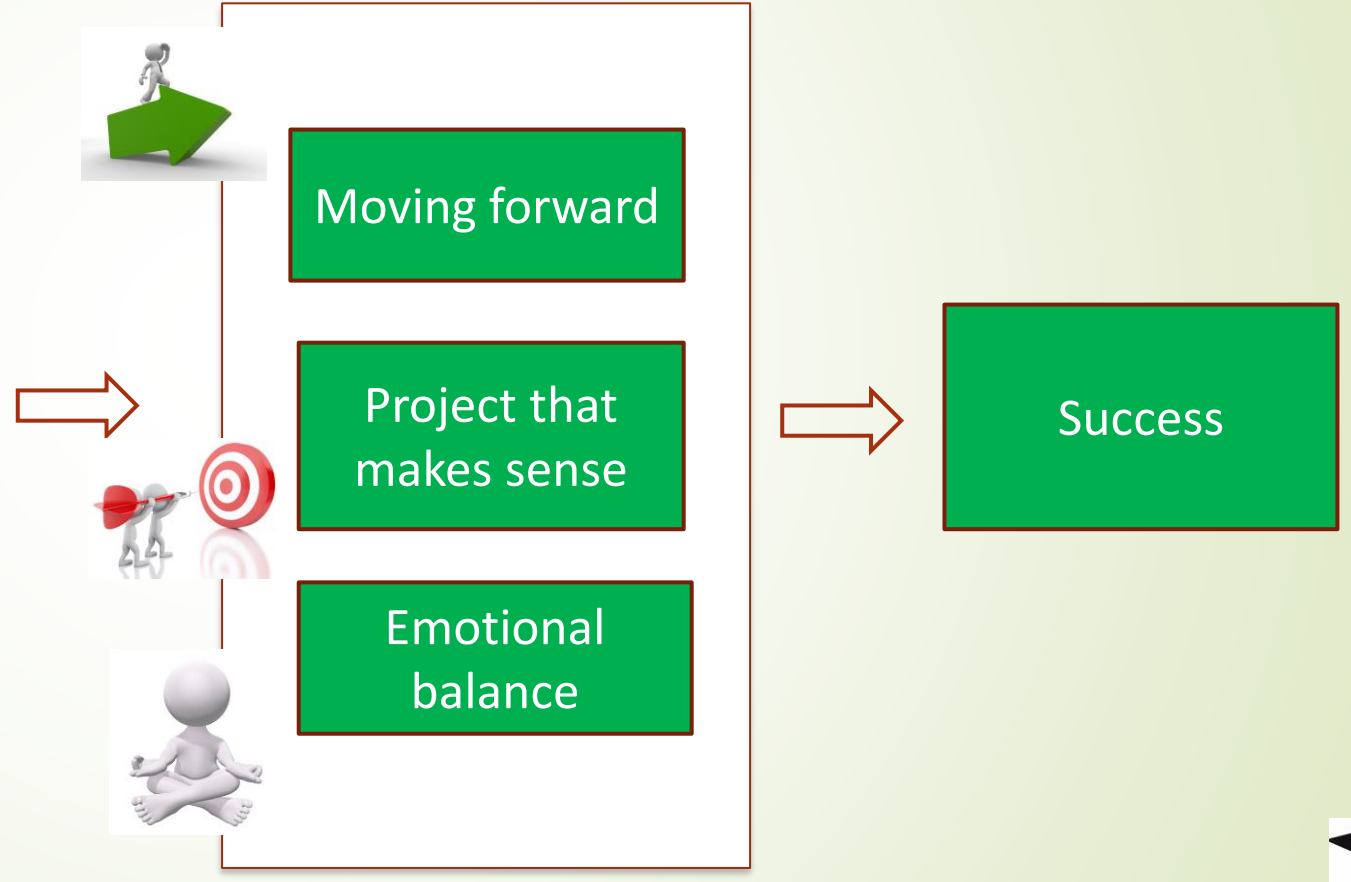 Moving forward
Project that
makes sense
Success
Emotional
balance